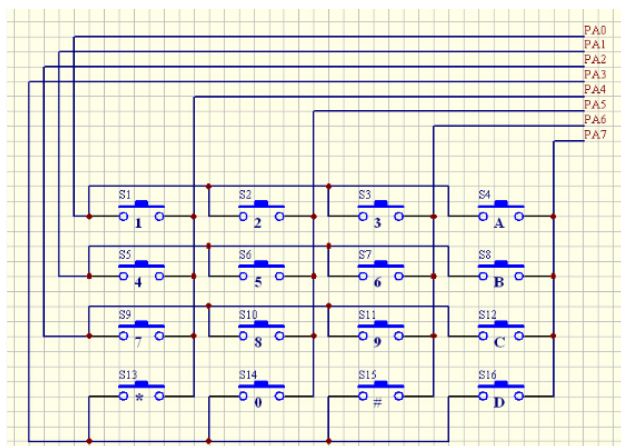 PA0
PA1
PA2
PA3
PA4
PA5
PA6
PA7
S1 S2 S3 S4
1 2 3 A
S5 S6 S7 S8
4 5 6 B
S9 S10 S11 S12
7 8 9 C
S13 S14 S15 S16
* 0 # D